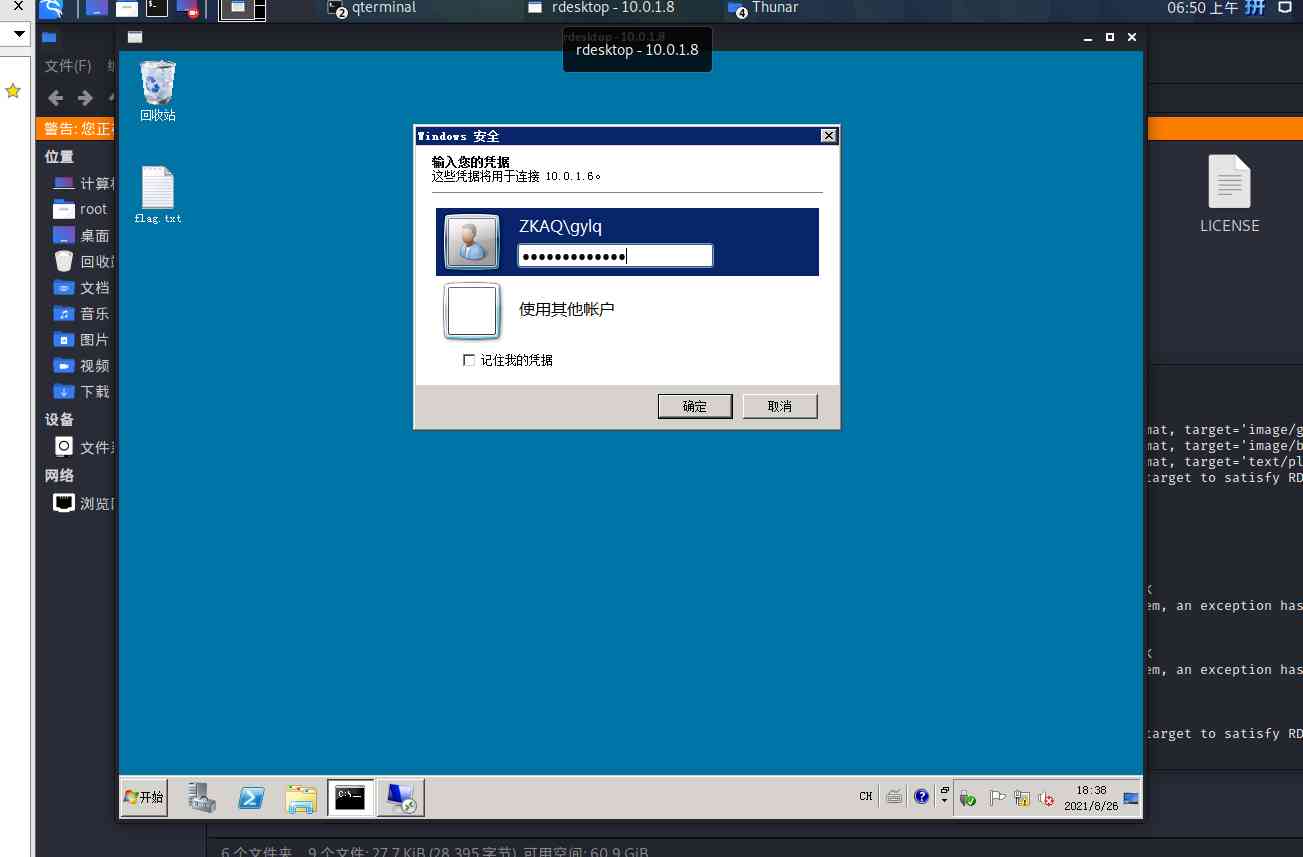 qterminal
rdesktop - 10.0.1.8
Thunar
06:50 上午
拼
rdesktop - 10.0.1.8
rdesktop - 10.0.1.8
文件(F)
回收站
警告: 您正
位置
计算
root
桌面
回收
文档
音乐
图片
视频
下载
设备
文件
网络
浏览
flag.txt
Windows 安全
输入您的凭据
这些凭据将用于连接 10.0.1.6。
ZKAQ\gylq
使用其他帐户
记住我的凭据
确定
取消
LICENSE
mat, target='image/g
mat, target='image/b
mat, target='text/pl
target to satisfy RD
em, an exception has
em, an exception has
target to satisfy RD
开始
CH
18:38
2021/8/26
6 个文件夹, 9 个文件: 27.7 KiB (28,395 字节), 可用空间: 60.9 GiB